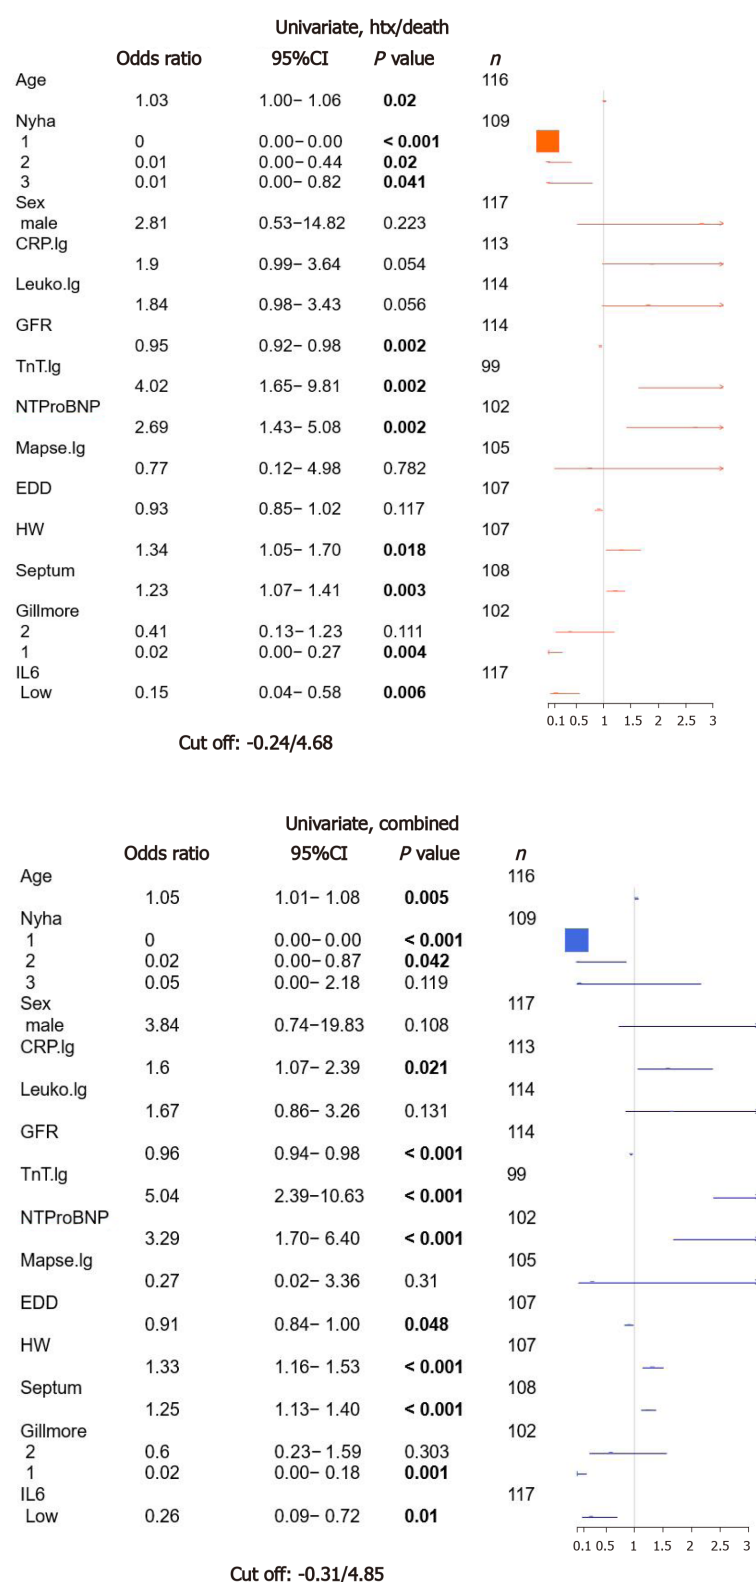 Univariate, htx/death
Odds ratio 95%CI P value n
Age 116
1.03 1.00− 1.06 0.02
Nyha 109
1 0 0.00−0.00 < 0.001
2 0.01 0.00−0.44 0.02
3 0.01 0.00−0.82 0.041
Sex 117
male 2.81 0.53−14.82 0.223
CRP.lg 113
1.9 0.99− 3.64 0.054
Leuko.lg 114
1.84 0.98− 3.43 0.056
GFR 114
0.95 0.92− 0.98 0.002
TnT.lg 99
4.02 1.65− 9.81 0.002
NTProBNP 102
2.69 1.43− 5.08 0.002
Mapse.lg 105
0.77 0.12− 4.98 0.782
EDD 107
0.93 0.85− 1.02 0.117
HW 107
1.34 1.05− 1.70 0.018
Septum 108
1.23 1.07− 1.41 0.003
Gillmore 102
2 0.41 0.13− 1.23 0.111
1 0.02 0.00− 0.27 0.004
IL6 117
Low 0.15 0.04− 0.58 0.006
0.1 0.5 1 1.5 2 2.5 3
Cut off: -0.24/4.68
Univariate, combined
Odds ratio 95%CI P value n
Age 116
1.05 1.01− 1.08 0.005
Nyha 109
1 0 0.00−0.00 < 0.001
2 0.02 0.00−0.87 0.042
3 0.05 0.00− 2.18 0.119
Sex 117
male 3.84 0.74−19.83 0.108
CRP.lg 113
1.6 1.07− 2.39 0.021
Leuko.lg 114
1.67 0.86− 3.26 0.131
GFR 114
0.96 0.94− 0.98 < 0.001
TnT.lg 99
5.04 2.39−10.63 < 0.001
NTProBNP 102
3.29 1.70− 6.40 < 0.001
Mapse.lg 105
0.27 0.02− 3.36 0.31
EDD 107
0.91 0.84− 1.00 0.048
HW 107
1.33 1.16− 1.53 < 0.001
Septum 108
1.25 1.13− 1.40 < 0.001
Gillmore 102
2 0.6 0.23− 1.59 0.303
1 0.02 0.00− 0.18 0.001
IL6 117
Low 0.26 0.09− 0.72 0.01
0.1 0.5 1 1.5 2 2.5 3
Cut off: -0.31/4.85